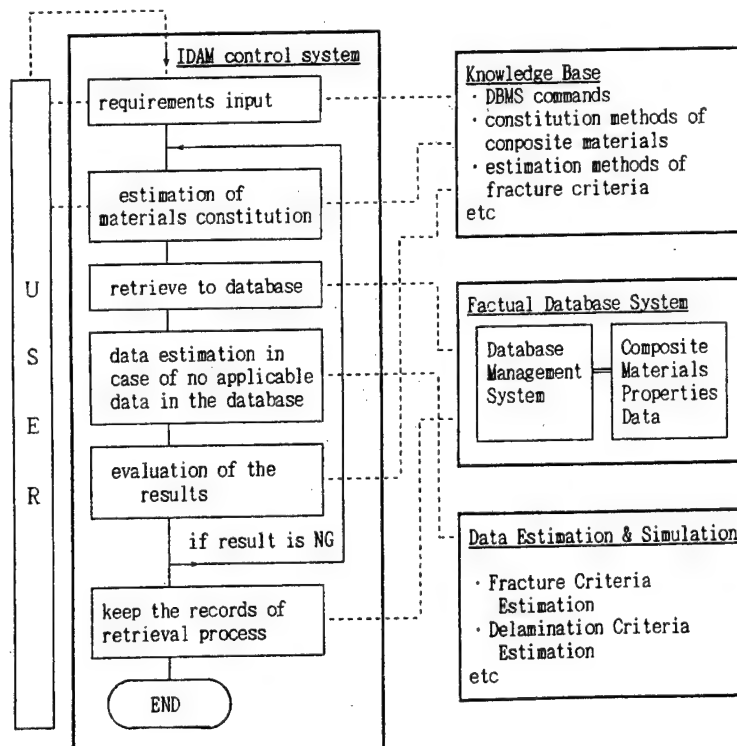 USER
IDAM control system
requirements input
estimation of
materials constitution
retrieve to database
data estimation in
case of no applicable
data in the database
evaluation of the
results
if result is NG
keep the records of
retrieval process
END
Knowledge Base
・DBMS commands
・constitution methods of
conposite materials
・estimation methods of
fracture criteria
etc
Factual Database System
Database
Management
System
Composite
Materials
Properties
Data
Data Estimation & Simulation
・Fracture Criteria
Estimation
・Delamination Criteria
Estimation
etc